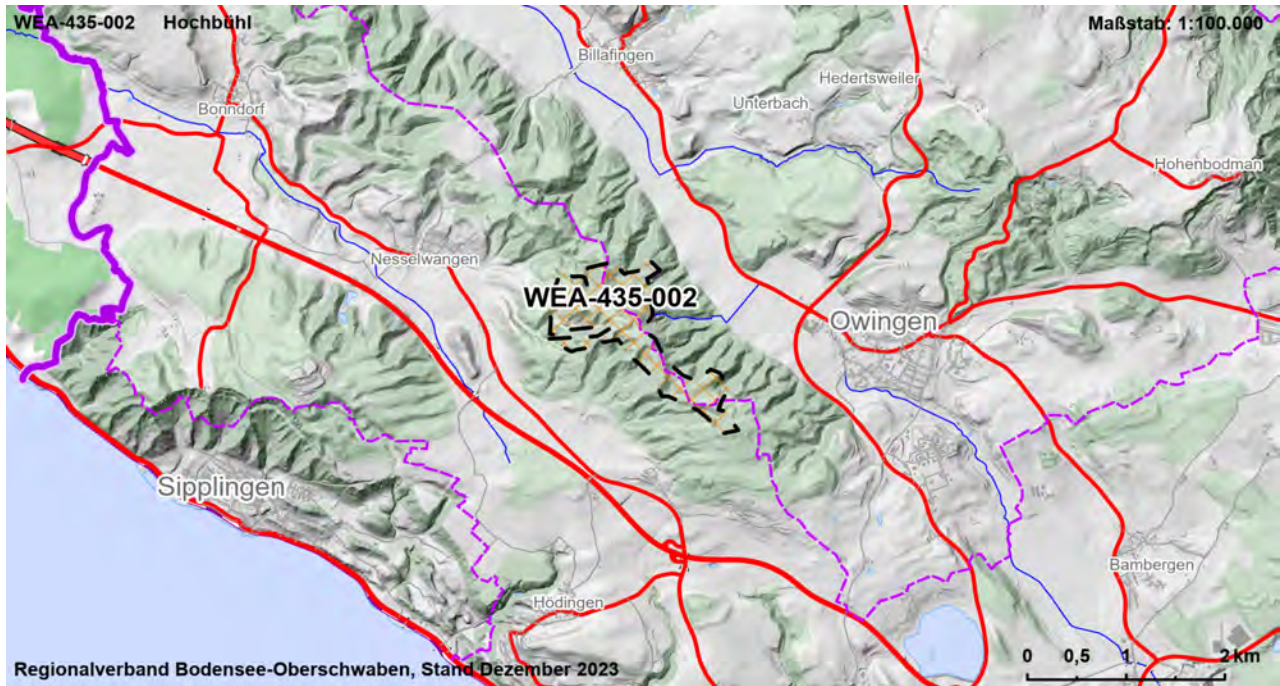 WEA-435-002 Hochbühl
Maßstab: 1:100.000
Billafingen
Hedertsweiler
Bonndorf
Unterbach
Hohenbodman
Nesselwangen
WEA-435-002
Owingen
Sipplingen
Bambergen
Hödingen
Regionalverband Bodensee-Oberschwaben, Stand Dezember 2023
0 0,5 1 2 km